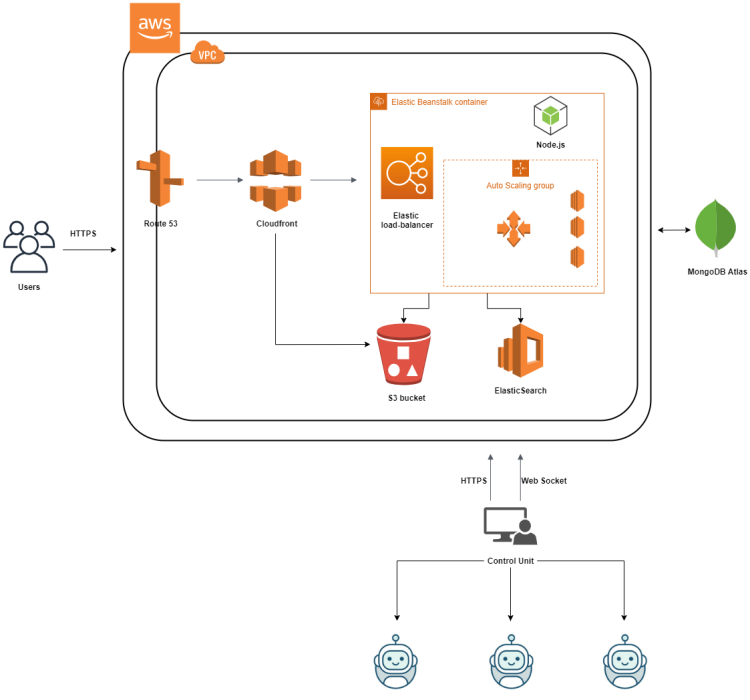 aws
VPC
Elastic Beanstalk container
Node.js
Auto Scaling group
Route 53
Cloudfront
Elastic
load-balancer
HTTPS
Users
MongoDB Atlas
S3 bucket
ElasticSearch
HTTPS
Web Socket
Control Unit